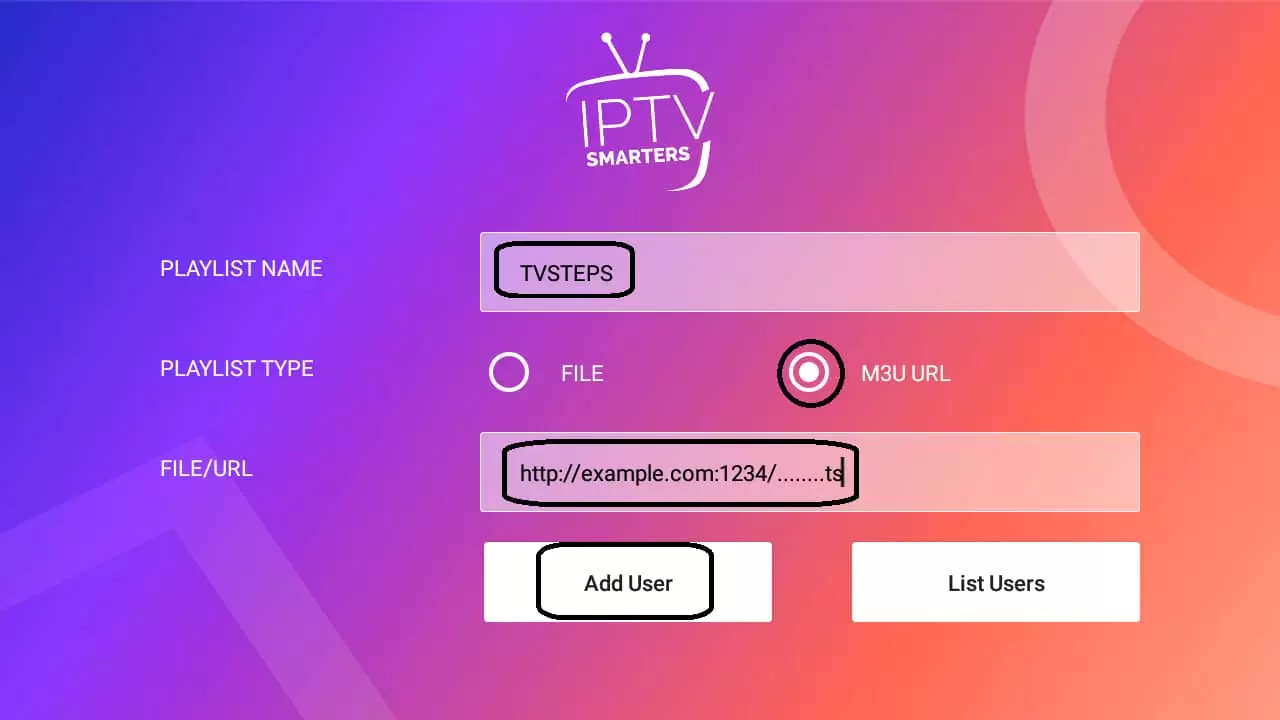 IPTV
SMARTERS
PLAYLIST NAME
TVSTEPS
PLAYLIST TYPE
FILE
M3U URL
FILE/URL
http://example.com:1234/........ts
Add User
List Users